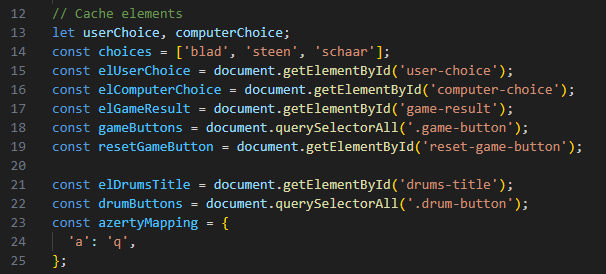 12 // Cache elements
13 let userChoice, computerChoice;
14 const choices = ['blad', 'steen', 'schaar'];
15 const elUserChoice = document.getElementById('user-choice');
16 const elComputerChoice = document.getElementById('computer-choice');
17 const elGameResult = document.getElementById('game-result');
18 const gameButtons = document.querySelectorAll('.game-button');
19 const resetGameButton = document.getElementById('reset-game-button');
20
21 const elDrumsTitle = document.getElementById('drums-title');
22 const drumButtons = document.querySelectorAll('.drum-button');
23 const azertyMapping = {
24 'a': 'q',
25 };